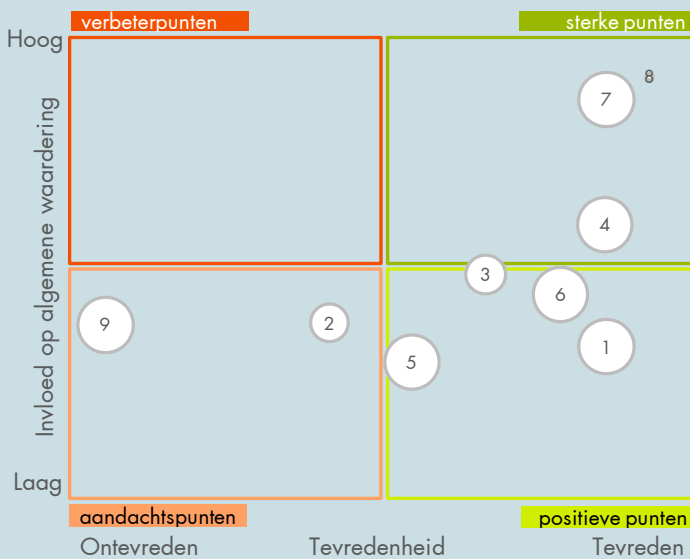 verbeterpunten
sterke punten
Hoog
Invloed op algemene waardering
8
7
4
3
6
9
2
1
5
Laag
aandachtspunten
positieve punten
Ontevreden
Tevredenheid
Tevreden